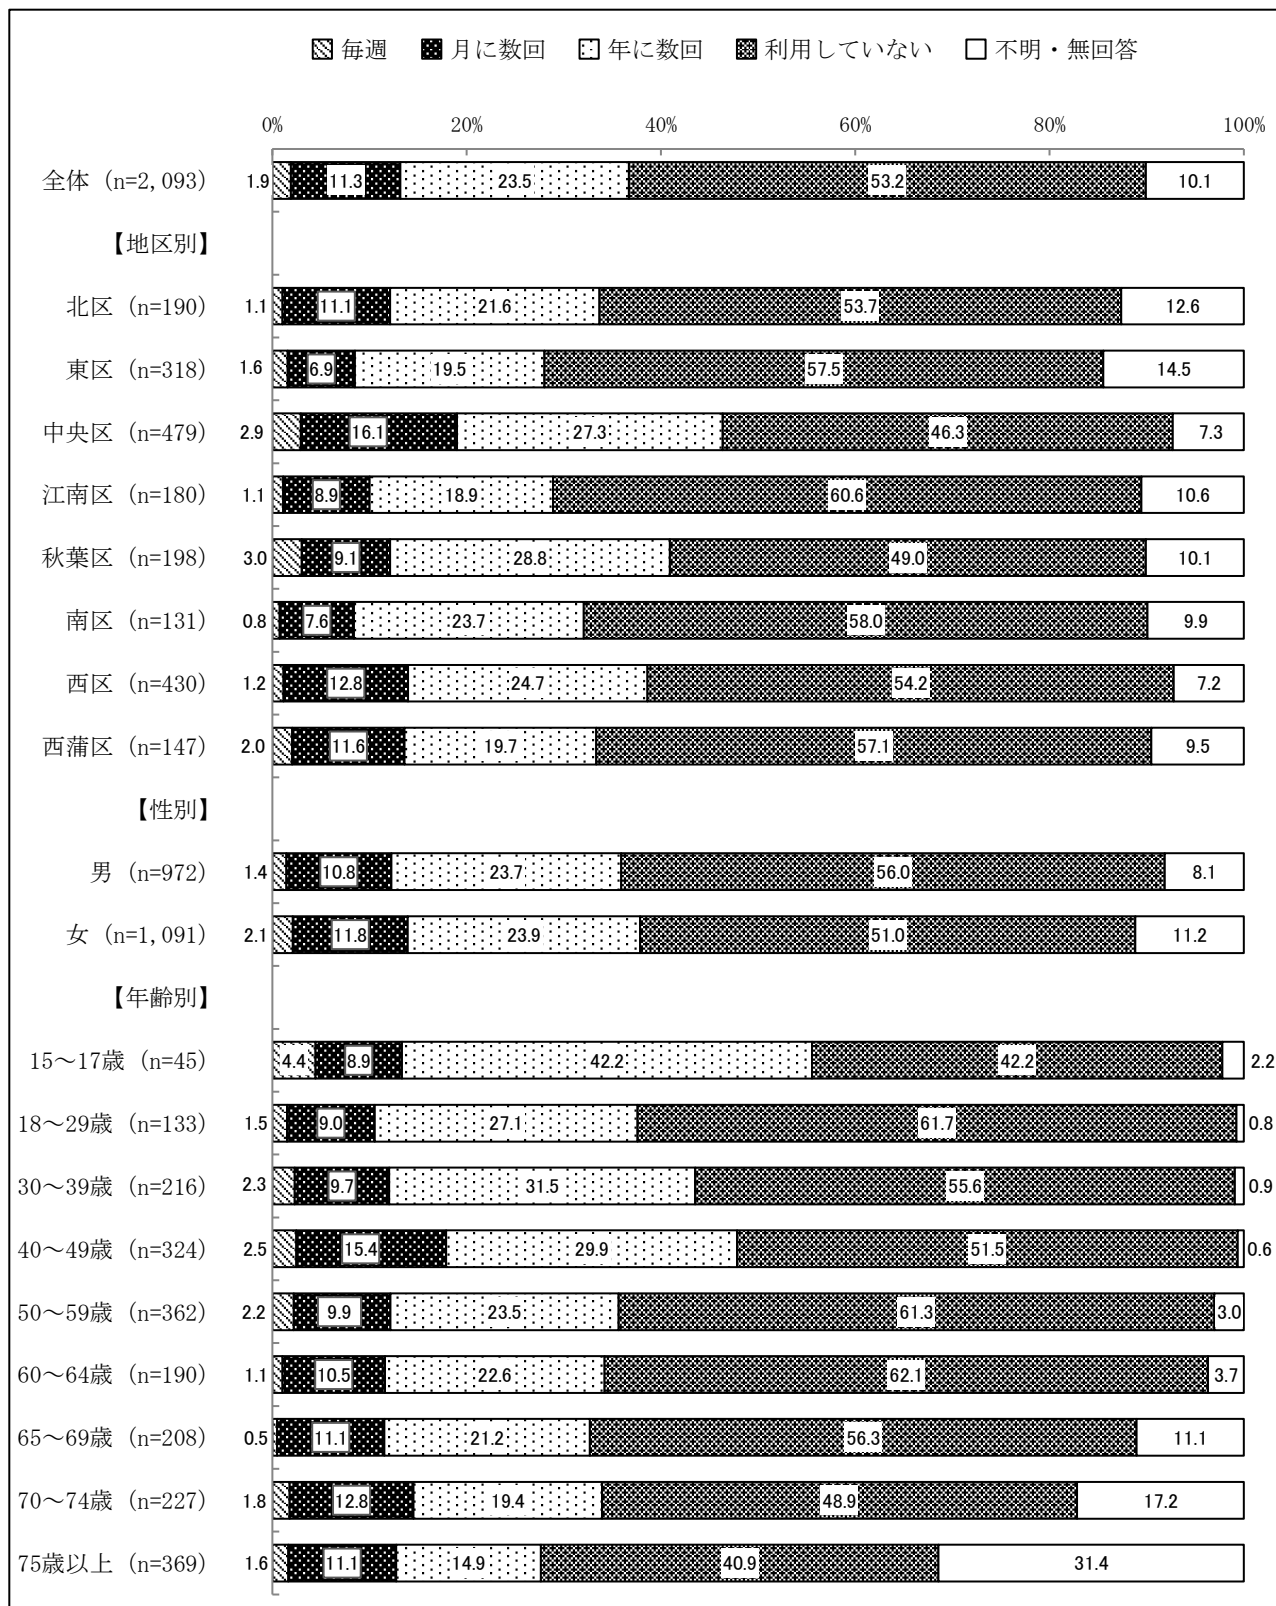 毎週 月に数回 年に数回 利用していない 不明・無回答
0% 20% 40% 60% 80% 100%
全体 (n=2,093) 1.9 11.3 23.5 53.2 10.1
【地区別】
北区 (n=190) 1.1 11.1 21.6 53.7 12.6
東区 (n=318) 1.6 6.9 19.5 57.5 14.5
中央区 (n=479) 2.9 16.1 27.3 46.3 7.3
江南区 (n=180) 1.1 8.9 18.9 60.6 10.6
秋葉区 (n=198) 3.0 9.1 28.8 49.0 10.1
南区 (n=131) 0.8 7.6 23.7 58.0 9.9
西区 (n=430) 1.2 12.8 24.7 54.2 7.2
西蒲区 (n=147) 2.0 11.6 19.7 57.1 9.5
【性別】
男 (n=972) 1.4 10.8 23.7 56.0 8.1
女 (n=1,091) 2.1 11.8 23.9 51.0 11.2
【年齢別】
15～17歳 (n=45) 4.4 8.9 42.2 42.2 2.2
18～29歳 (n=133) 1.5 9.0 27.1 61.7 0.8
30～39歳 (n=216) 2.3 9.7 31.5 55.6 0.9
40～49歳 (n=324) 2.5 15.4 29.9 51.5 0.6
50～59歳 (n=362) 2.2 9.9 23.5 61.3 3.0
60～64歳 (n=190) 1.1 10.5 22.6 62.1 3.7
65～69歳 (n=208) 0.5 11.1 21.2 56.3 11.1
70～74歳 (n=227) 1.8 12.8 19.4 48.9 17.2
75歳以上 (n=369) 1.6 11.1 14.9 40.9 31.4